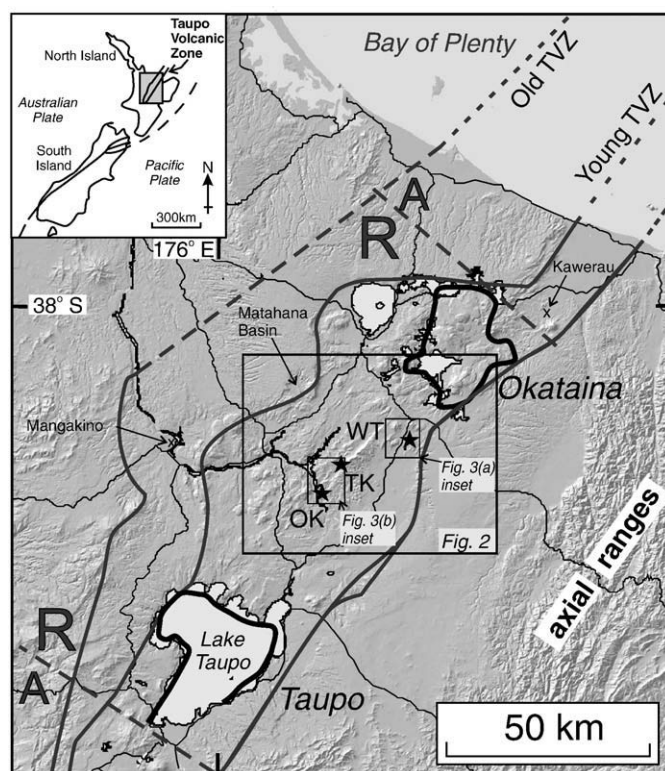 Taupo
Volcanic
Zone
North Island
Australian
Plate
South
Island
Pacific
Plate
N
300km
176° E
38° S
Bay of Plenty
Old TVZ
Young TVZ
A
R
Kawerau
x
Matahana
Basin
Okataina
Mangakino
x
WT
Fig. 3(a)
inset
TK
OK
Fig. 3(b)
inset
Fig. 2
axial ranges
R
A
Lake
Taupo
Taupo
50 km